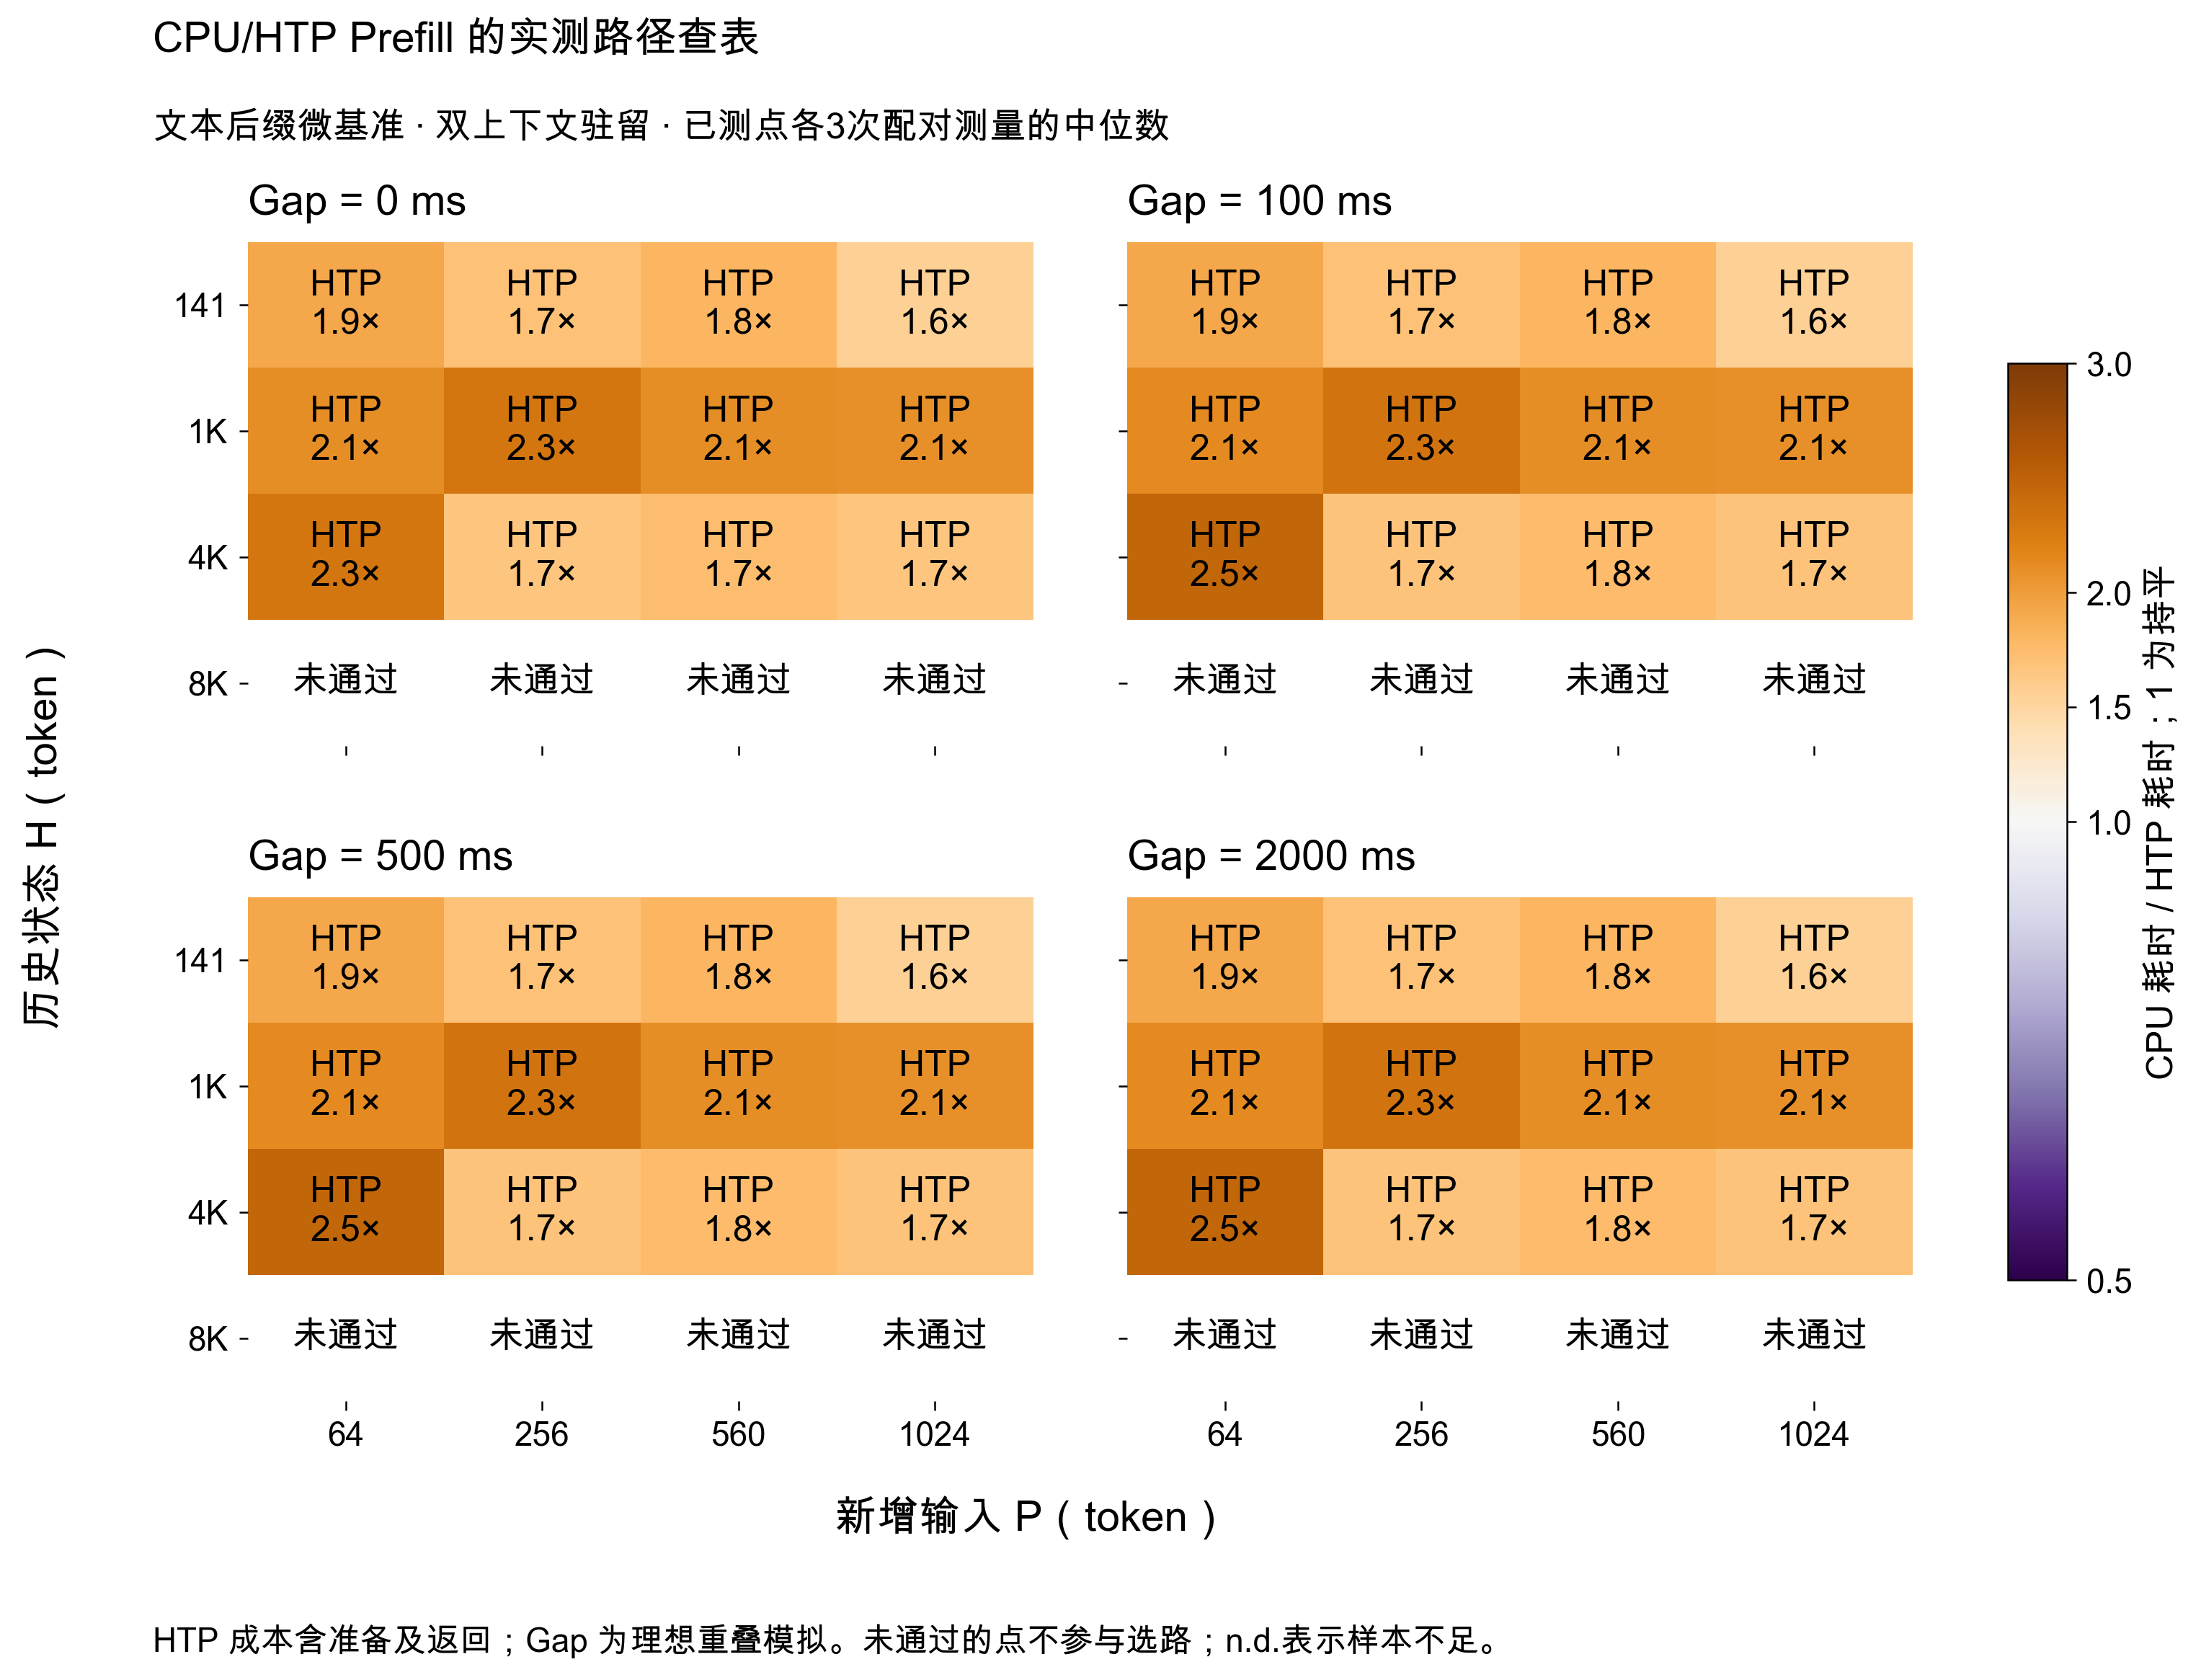 CPU/HTP Prefill 的实测路径查表
文本后缀微基准 · 双上下文驻留 · 已测点各3次配对测量的中位数
Gap = 0 ms
141
HTP HTP HTP HTP
1.9× 1.7× 1.8× 1.6×
1K
HTP HTP HTP HTP
2.1× 2.3× 2.1× 2.1×
4K
HTP HTP HTP HTP
2.3× 1.7× 1.7× 1.7×
8K
未通过 未通过 未通过 未通过
Gap = 100 ms
HTP HTP HTP HTP
1.9× 1.7× 1.8× 1.6×
HTP HTP HTP HTP
2.1× 2.3× 2.1× 2.1×
HTP HTP HTP HTP
2.5× 1.7× 1.8× 1.7×
未通过 未通过 未通过 未通过
Gap = 500 ms
141
HTP HTP HTP HTP
1.9× 1.7× 1.8× 1.6×
1K
HTP HTP HTP HTP
2.1× 2.3× 2.1× 2.1×
4K
HTP HTP HTP HTP
2.5× 1.7× 1.8× 1.7×
8K
未通过 未通过 未通过 未通过
64 256 560 1024
Gap = 2000 ms
HTP HTP HTP HTP
1.9× 1.7× 1.8× 1.6×
HTP HTP HTP HTP
2.1× 2.3× 2.1× 2.1×
HTP HTP HTP HTP
2.5× 1.7× 1.8× 1.7×
未通过 未通过 未通过 未通过
64 256 560 1024
历史状态 H（token）
新增输入 P（token）
3.0
2.0
1.5
1.0
0.5
CPU 耗时 / HTP 耗时；1 为持平
HTP 成本含准备及返回；Gap 为理想重叠模拟。未通过的点不参与选路；n.d.表示样本不足。